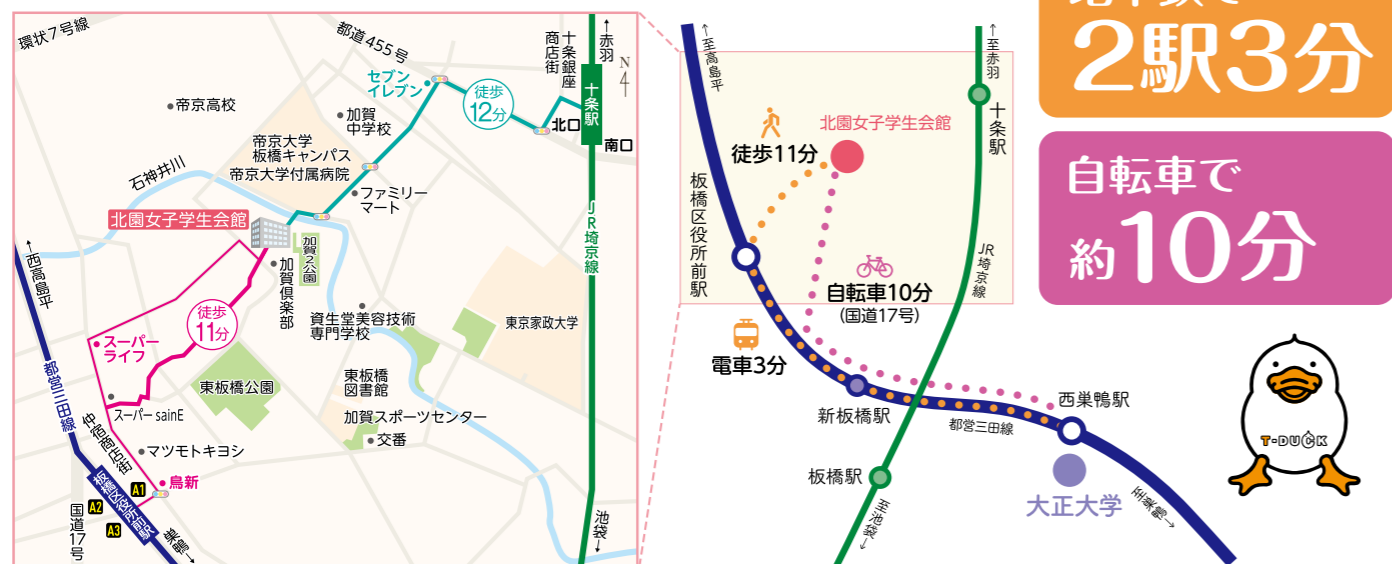 環状7号線
都道455号
十条銀座
商店街
←赤羽
N
セブン
イレブン
徒歩
12分
十条駅
北口
南口
帝京高校
加賀
中学校
帝京大学
板橋キャンパス
帝京大学付属病院
石神井川
ファミリー
マート
北園女子学生会館
加賀2公園
加賀倶楽部
JR埼京線
←西高島平
徒歩
11分
資生堂美容技術
専門学校
東京家政大学
スーパー
ライフ
都営三田線
東板橋公園
東板橋
図書館
スーパー sainE
加賀スポーツセンター
交番
仲宿商店街
マツモトキヨシ
鳥新
板橋区役所前駅
A1
A2
A3
国道17号
巣鴨→
池袋→
←至高島平
←至赤羽
十条駅
北園女子学生会館
徒歩11分
板橋区役所前駅
JR埼京線
自転車10分
(国道17号)
電車3分
新板橋駅
都営三田線
西巣鴨駅
板橋駅
大正大学
至池袋→
至巣鴨→
2駅3分
自転車で
約10分
T-DUCK